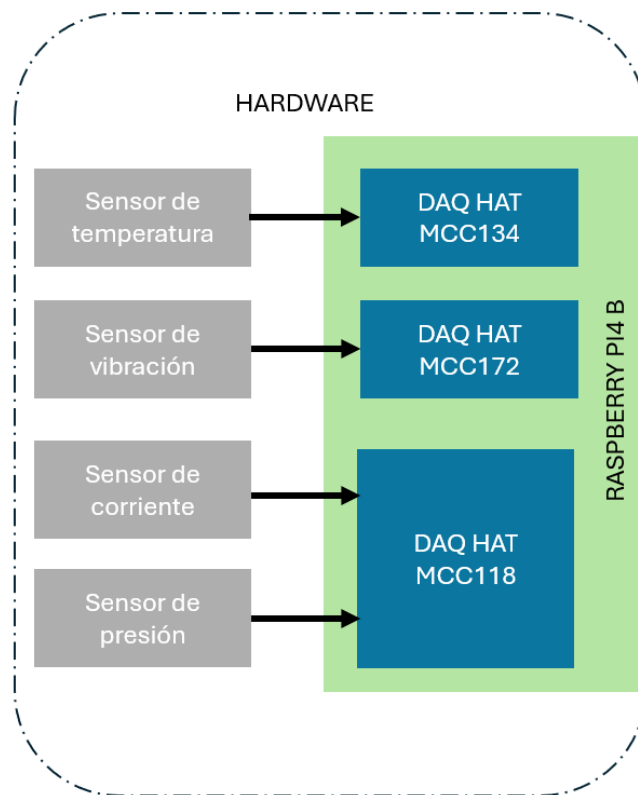 HARDWARE
Sensor de
temperatura
DAQ HAT
MCC134
Sensor de
vibración
DAQ HAT
MCC172
Sensor de
corriente
Sensor de
presión
DAQ HAT
MCC118
RASPBERRY PI4 B